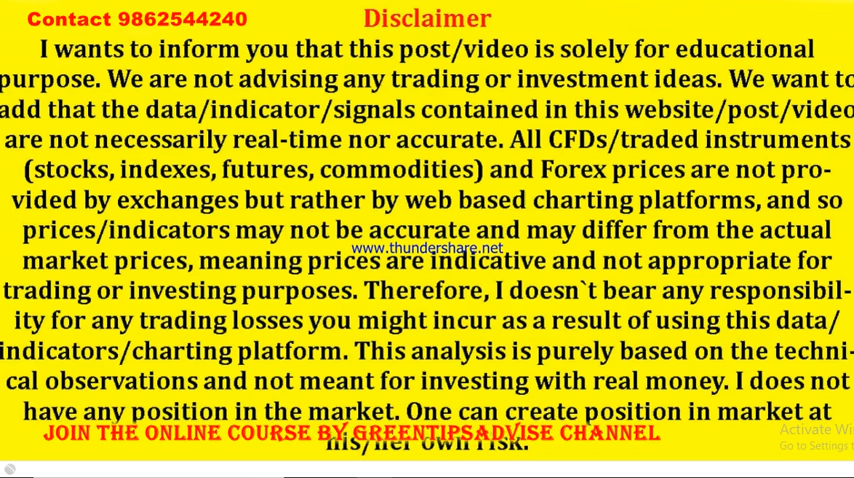 Contact 9862544240
Disclaimer
I wants to inform you that this post/video is solely for educational
purpose. We are not advising any trading or investment ideas. We want to
add that the data/indicator/signals contained in this website/post/video
are not necessarily real-time nor accurate. All CFDs/traded instruments
(stocks, indexes, futures, commodities) and Forex prices are not pro-
vided by exchanges but rather by web based charting platforms, and so
prices/indicators may not be accurate and may differ from the actual
www.thundershare.net
market prices, meaning prices are indicative and not appropriate for
trading or investing purposes. Therefore, I doesn`t bear any responsibil-
ity for any trading losses you might incur as a result of using this data/
indicators/charting platform. This analysis is purely based on the techni-
cal observations and not meant for investing with real money. I does not
have any position in the market. One can create position in market at
JOIN THE ONLINE COURSE BY GREENTIPSADVISE CHANNEL
his/her own risk.
Activate Wi
Go to Settings t